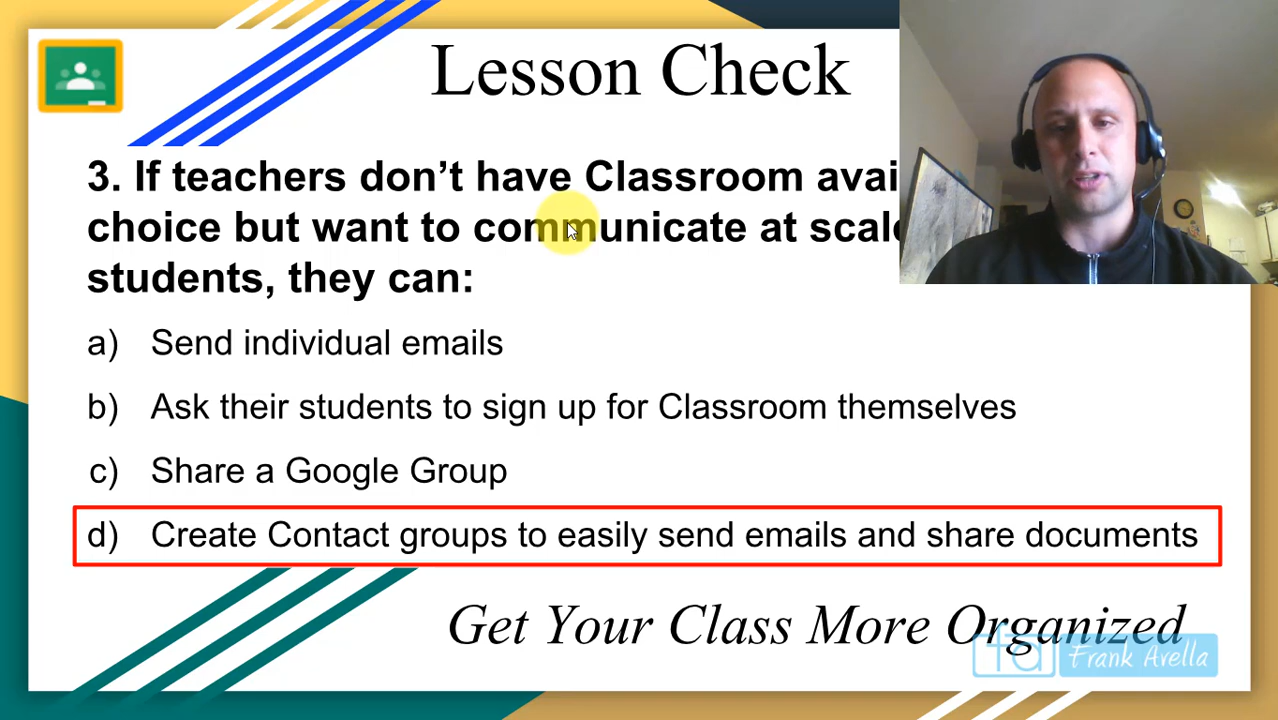 Lesson Check
3. If teachers don’t have Classroom
choice but want to communicate at
students, they can:
a) Send individual emails
b) Ask their students to sign up for Classroom themselves
c) Share a Google Group
d) Create Contact groups to easily send emails and share documents
Get Your Class More Organized
fa Frank Avella